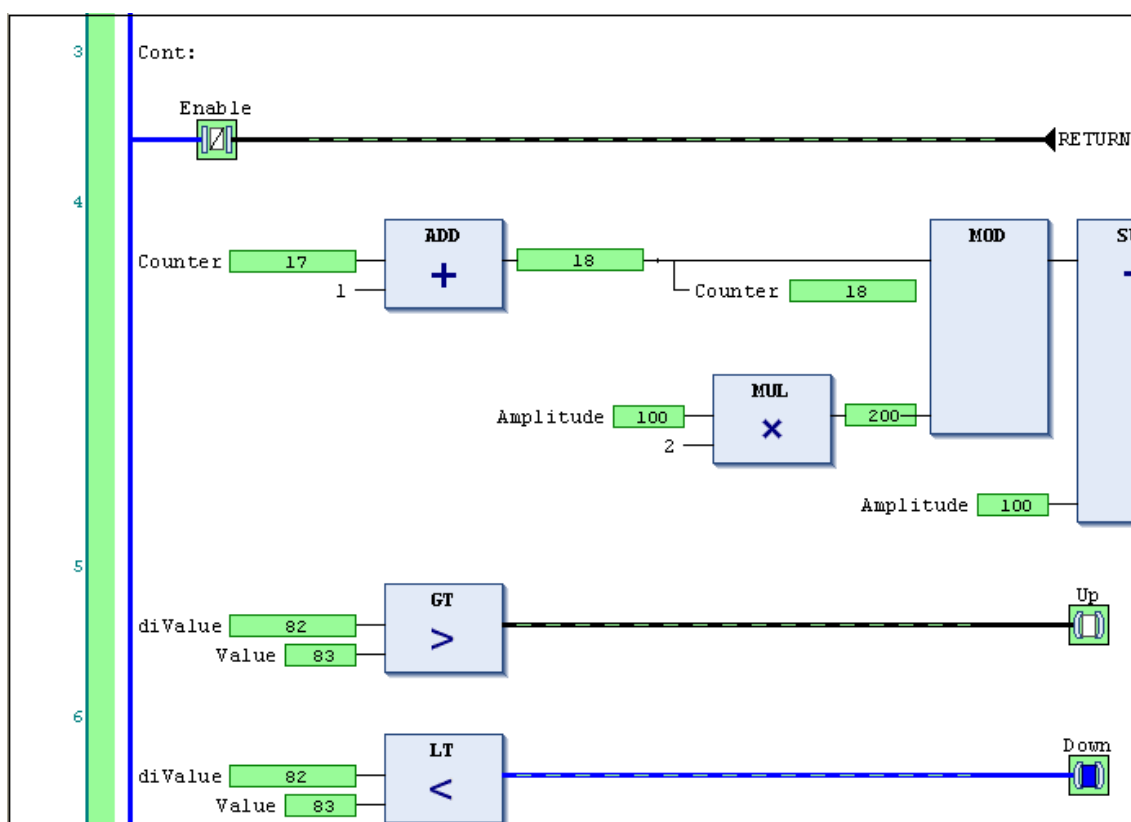 3 Cont:
Enable
RETURN
4
ADD
MOD
SU
Counter 17
+
18
1
Counter 18
MUL
Amplitude 100
×
200
2
Amplitude 100
5
GT
Up
diValue 82
>
Value 83
6
LT
Down
diValue 82
<
Value 83